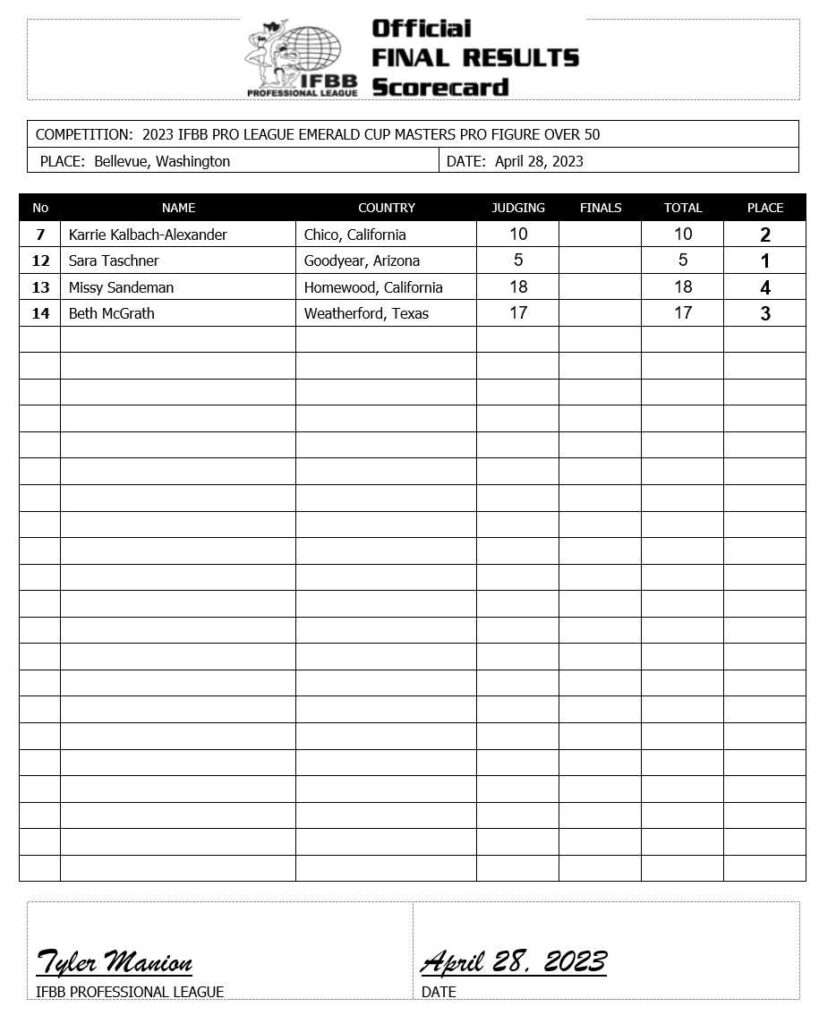 Official
FINAL RESULTS
Scorecard
IFBB
PROFESSIONAL LEAGUE
COMPETITION: 2023 IFBB PRO LEAGUE EMERALD CUP MASTERS PRO FIGURE OVER 50
PLACE: Bellevue, Washington DATE: April 28, 2023
No NAME COUNTRY JUDGING FINALS TOTAL PLACE
7 Karrie Kalbach-Alexander Chico, California 10 10 2
12 Sara Taschner Goodyear, Arizona 5 5 1
13 Missy Sandeman Homewood, California 18 18 4
14 Beth McGrath Weatherford, Texas 17 17 3
Tyler Manion April 28, 2023
IFBB PROFESSIONAL LEAGUE DATE